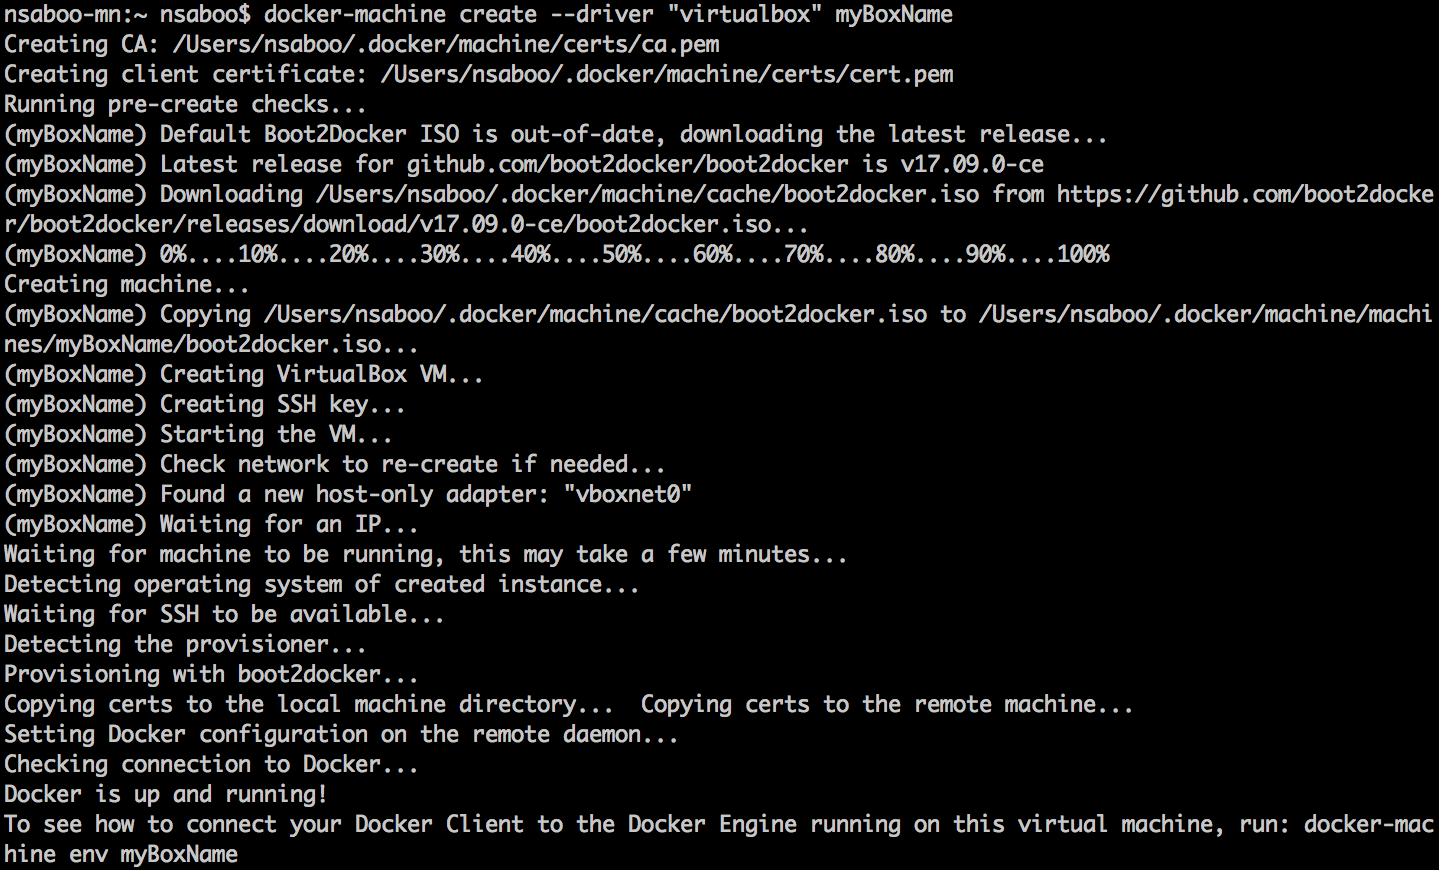 nsaboo-mn:~ nsaboo$ docker-machine create --driver "virtualbox" myBoxName
Creating CA: /Users/nsaboo/.docker/machine/certs/ca.pem
Creating client certificate: /Users/nsaboo/.docker/machine/certs/cert.pem
Running pre-create checks...
(myBoxName) Default Boot2Docker ISO is out-of-date, downloading the latest release...
(myBoxName) Latest release for github.com/boot2docker/boot2docker is v17.09.0-ce
(myBoxName) Downloading /Users/nsaboo/.docker/machine/cache/boot2docker.iso from https://github.com/boot2docke
r/boot2docker/releases/download/v17.09.0-ce/boot2docker.iso...
(myBoxName) 0%....10%....20%....30%....40%....50%....60%....70%....80%....90%....100%
Creating machine...
(myBoxName) Copying /Users/nsaboo/.docker/machine/cache/boot2docker.iso to /Users/nsaboo/.docker/machine/machi
nes/myBoxName/boot2docker.iso...
(myBoxName) Creating VirtualBox VM...
(myBoxName) Creating SSH key...
(myBoxName) Starting the VM...
(myBoxName) Check network to re-create if needed...
(myBoxName) Found a new host-only adapter: "vboxnet0"
(myBoxName) Waiting for an IP...
Waiting for machine to be running, this may take a few minutes...
Detecting operating system of created instance...
Waiting for SSH to be available...
Detecting the provisioner...
Provisioning with boot2docker...
Copying certs to the local machine directory...  Copying certs to the remote machine...
Setting Docker configuration on the remote daemon...
Checking connection to Docker...
Docker is up and running!
To see how to connect your Docker Client to the Docker Engine running on this virtual machine, run: docker-mac
hine env myBoxName